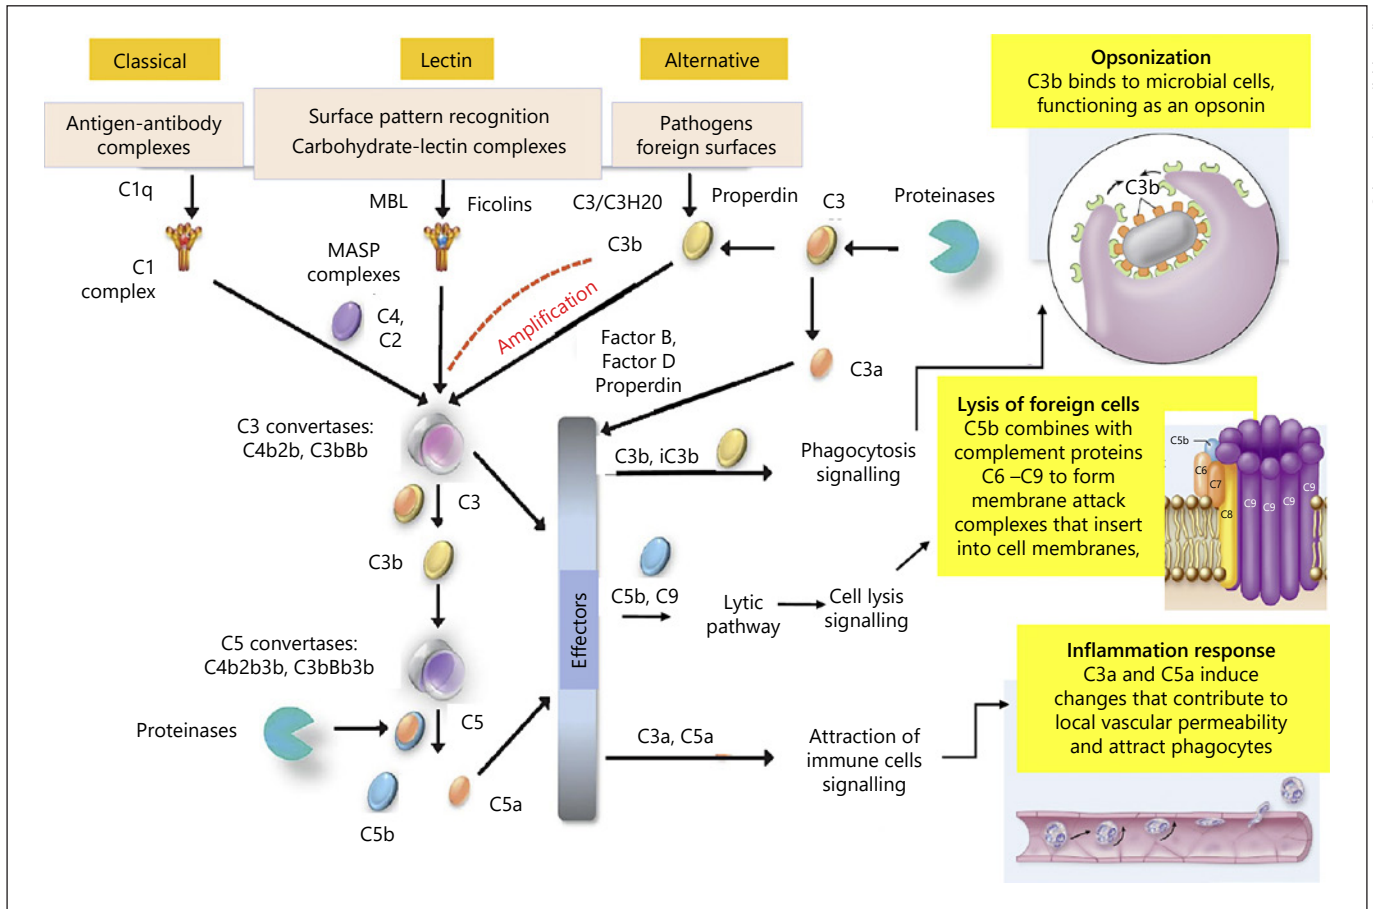 Classical
Lectin
Alternative
Antigen-antibody
complexes
Surface pattern recognition
Carbohydrate-lectin complexes
Pathogens
foreign surfaces
C1q
MBL
Ficolins
C3/C3H20
Properdin
C3
Proteinases
C3b
C1
complex
MASP
complexes
C4,
C2
Amplification
Factor B,
Factor D
Properdin
C3a
C3 convertases:
C4b2b, C3bBb
C3
C3b
C5 convertases:
C4b2b3b, C3bBb3b
Proteinases
C5
C5b
C5a
Effectors
C3b, iC3b
Phagocytosis
signalling
C5b, C9
Lytic
pathway
Cell lysis
signalling
C3a, C5a
Attraction of
immune cells
signalling
Opsonization
C3b binds to microbial cells,
functioning as an opsonin
C3b
Lysis of foreign cells
C5b combines with
complement proteins
C6 –C9 to form
membrane attack
complexes that insert
into cell membranes,
C5b
C6
C7
C8
C9
C9
C9
C9
Inflammation response
C3a and C5a induce
changes that contribute to
local vascular permeability
and attract phagocytes